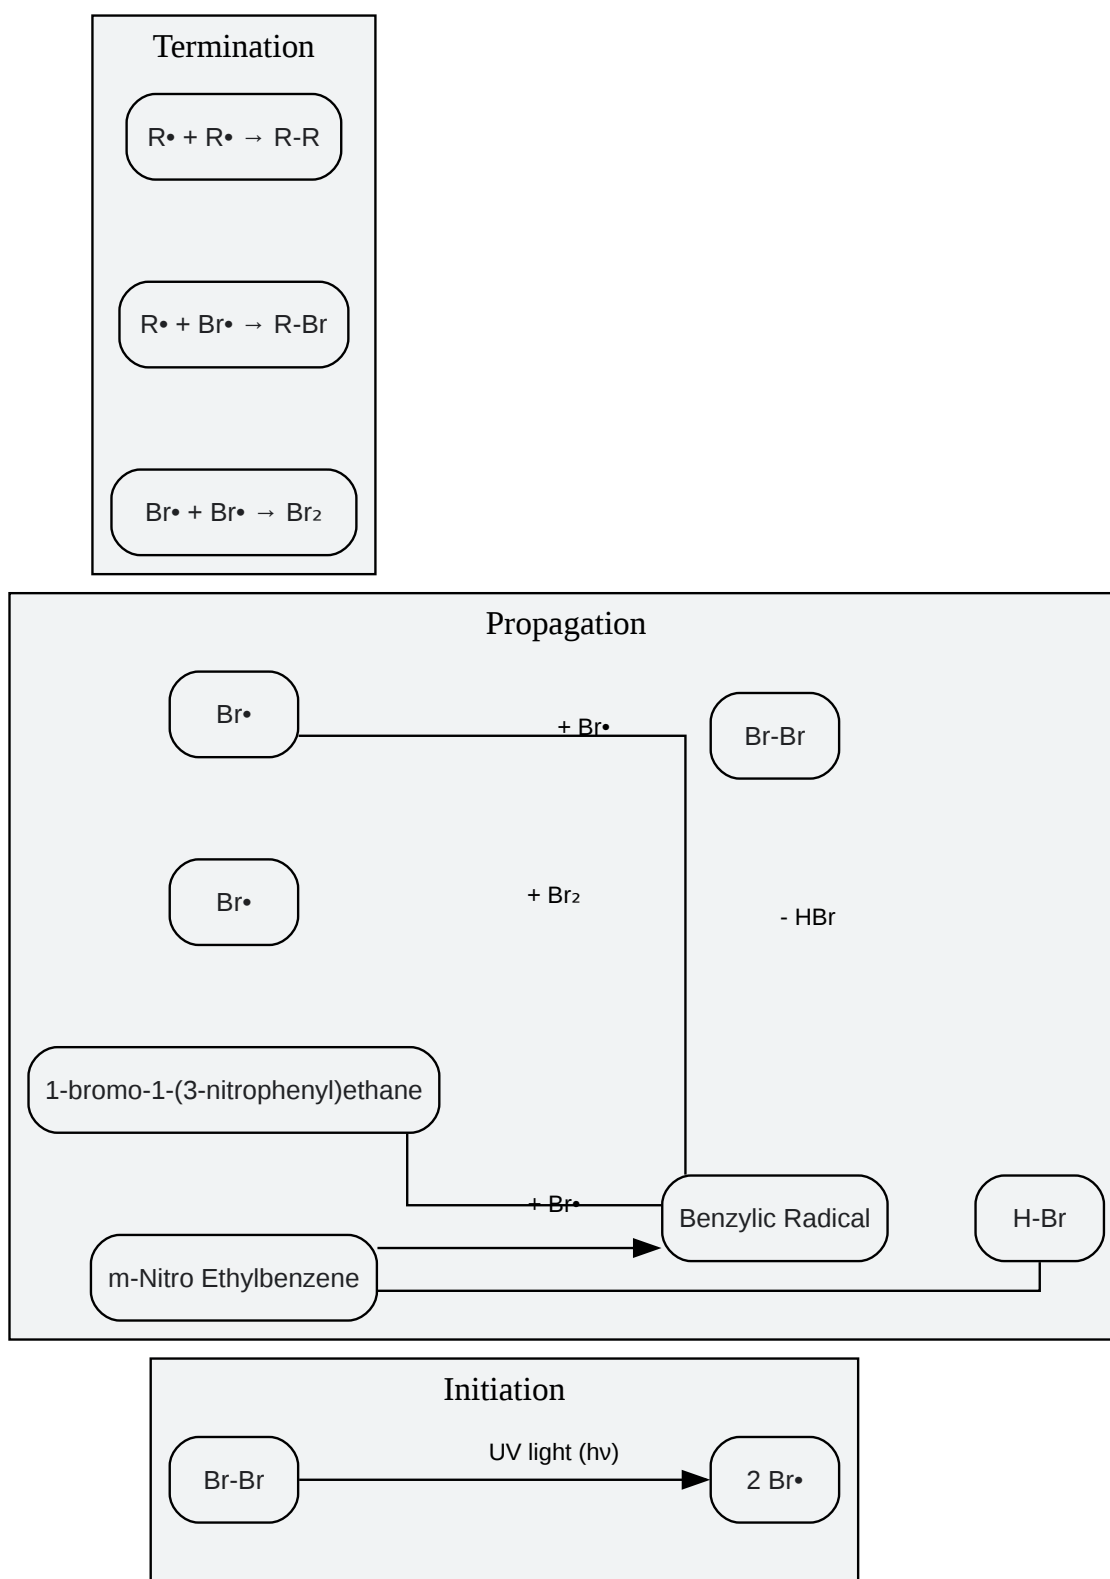 Termination
R• + R• → R-R
R• + Br• → R-Br
Br• + Br• → Br₂
Propagation
Br•
+ Br•
Br-Br
Br•
+ Br₂
- HBr
1-bromo-1-(3-nitrophenyl)ethane
+ Br•
Benzylic Radical
H-Br
m-Nitro Ethylbenzene
Initiation
UV light (hν)
Br-Br
2 Br•